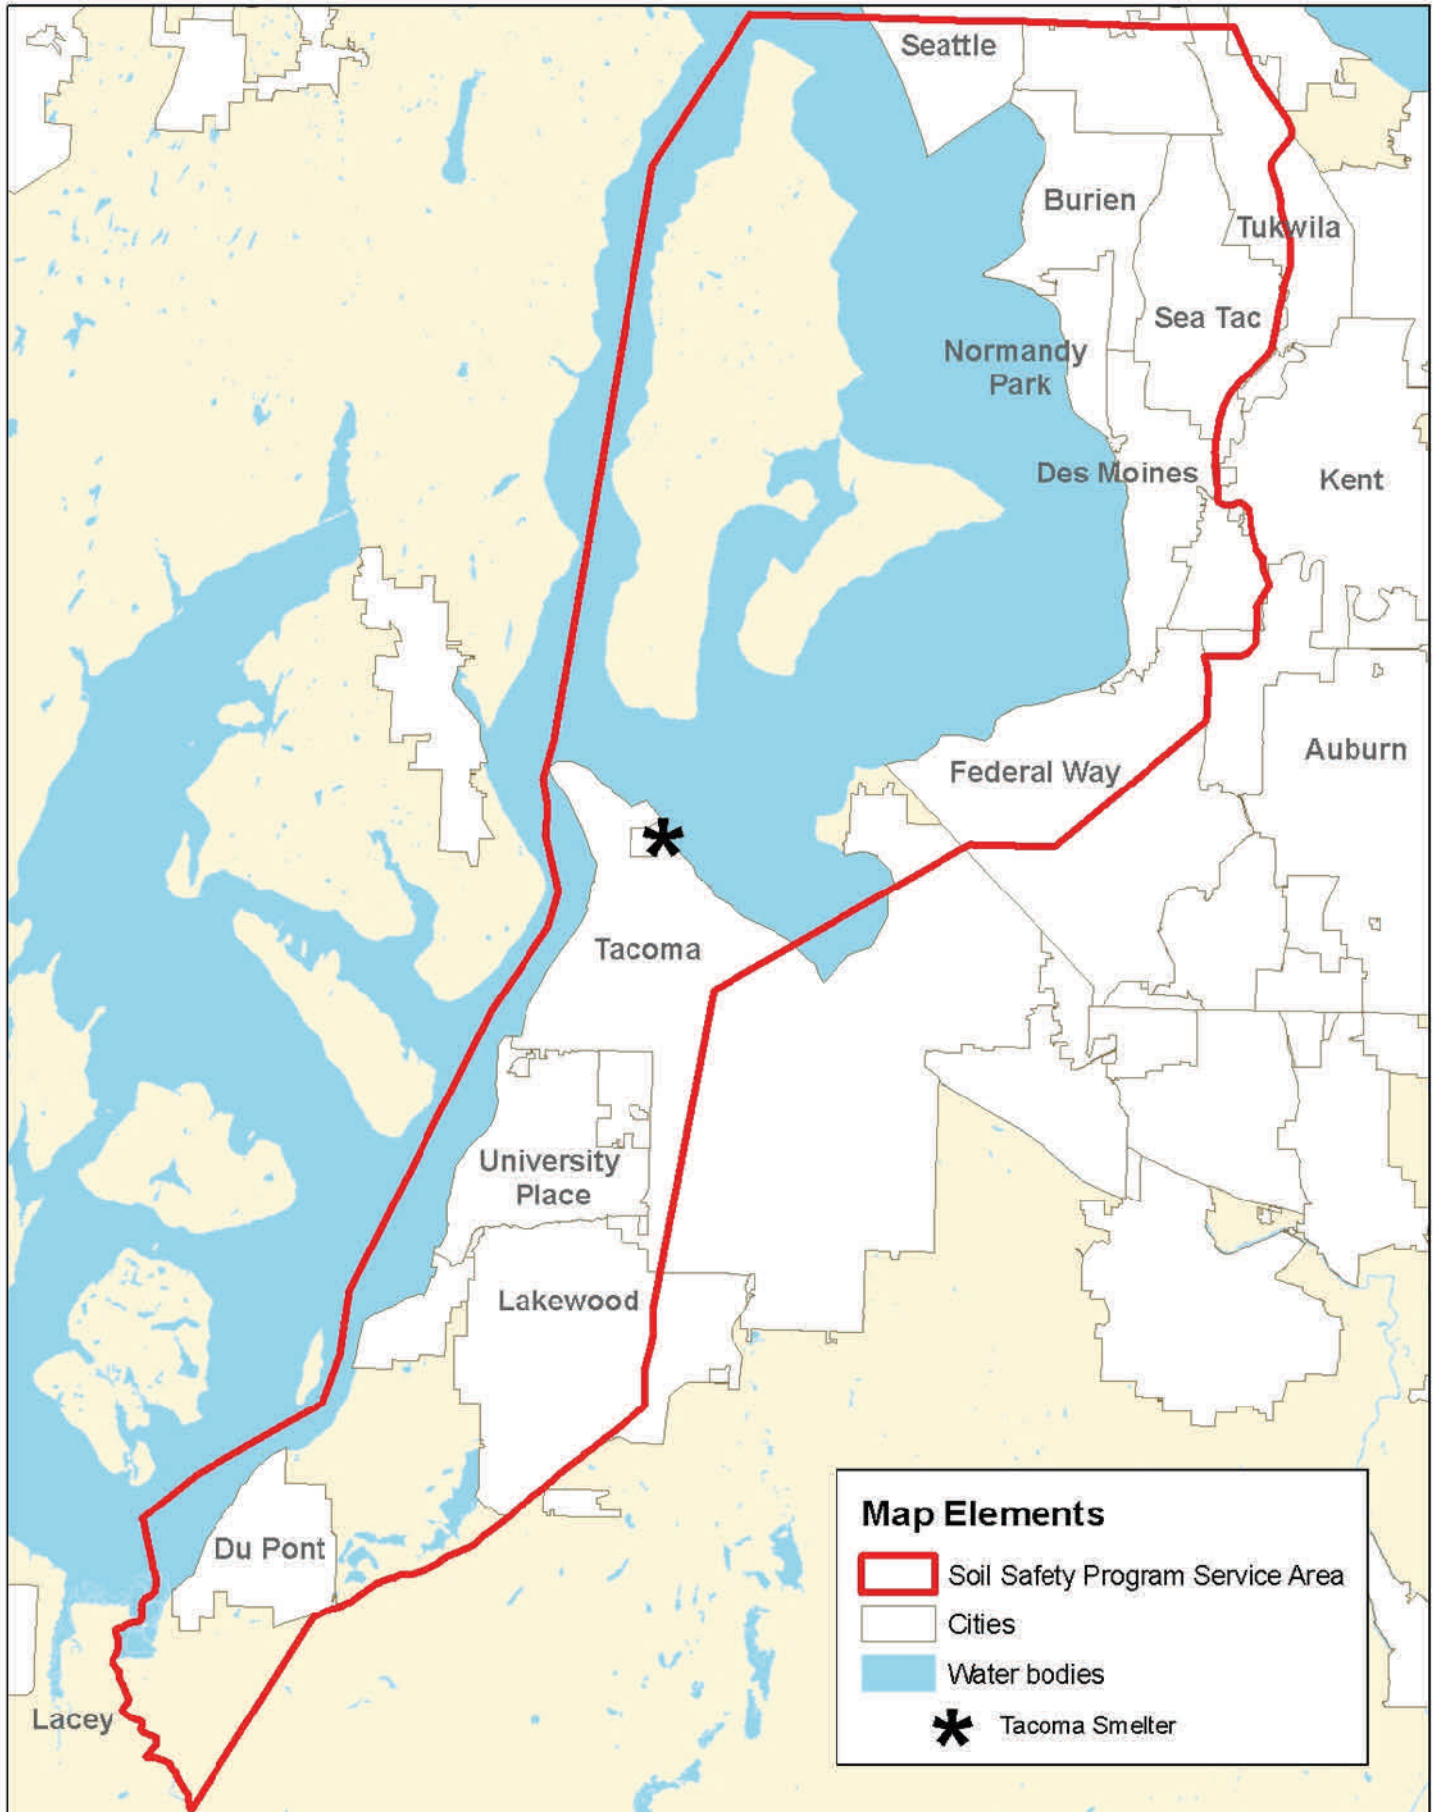 Seattle
Burien
Tukwila
Sea Tac
Normandy
Park
Des Moines
Kent
Auburn
Federal Way
Tacoma
University
Place
Lakewood
Du Pont
Lacey
Map Elements
Soil Safety Program Service Area
Cities
Water bodies
Tacoma Smelter